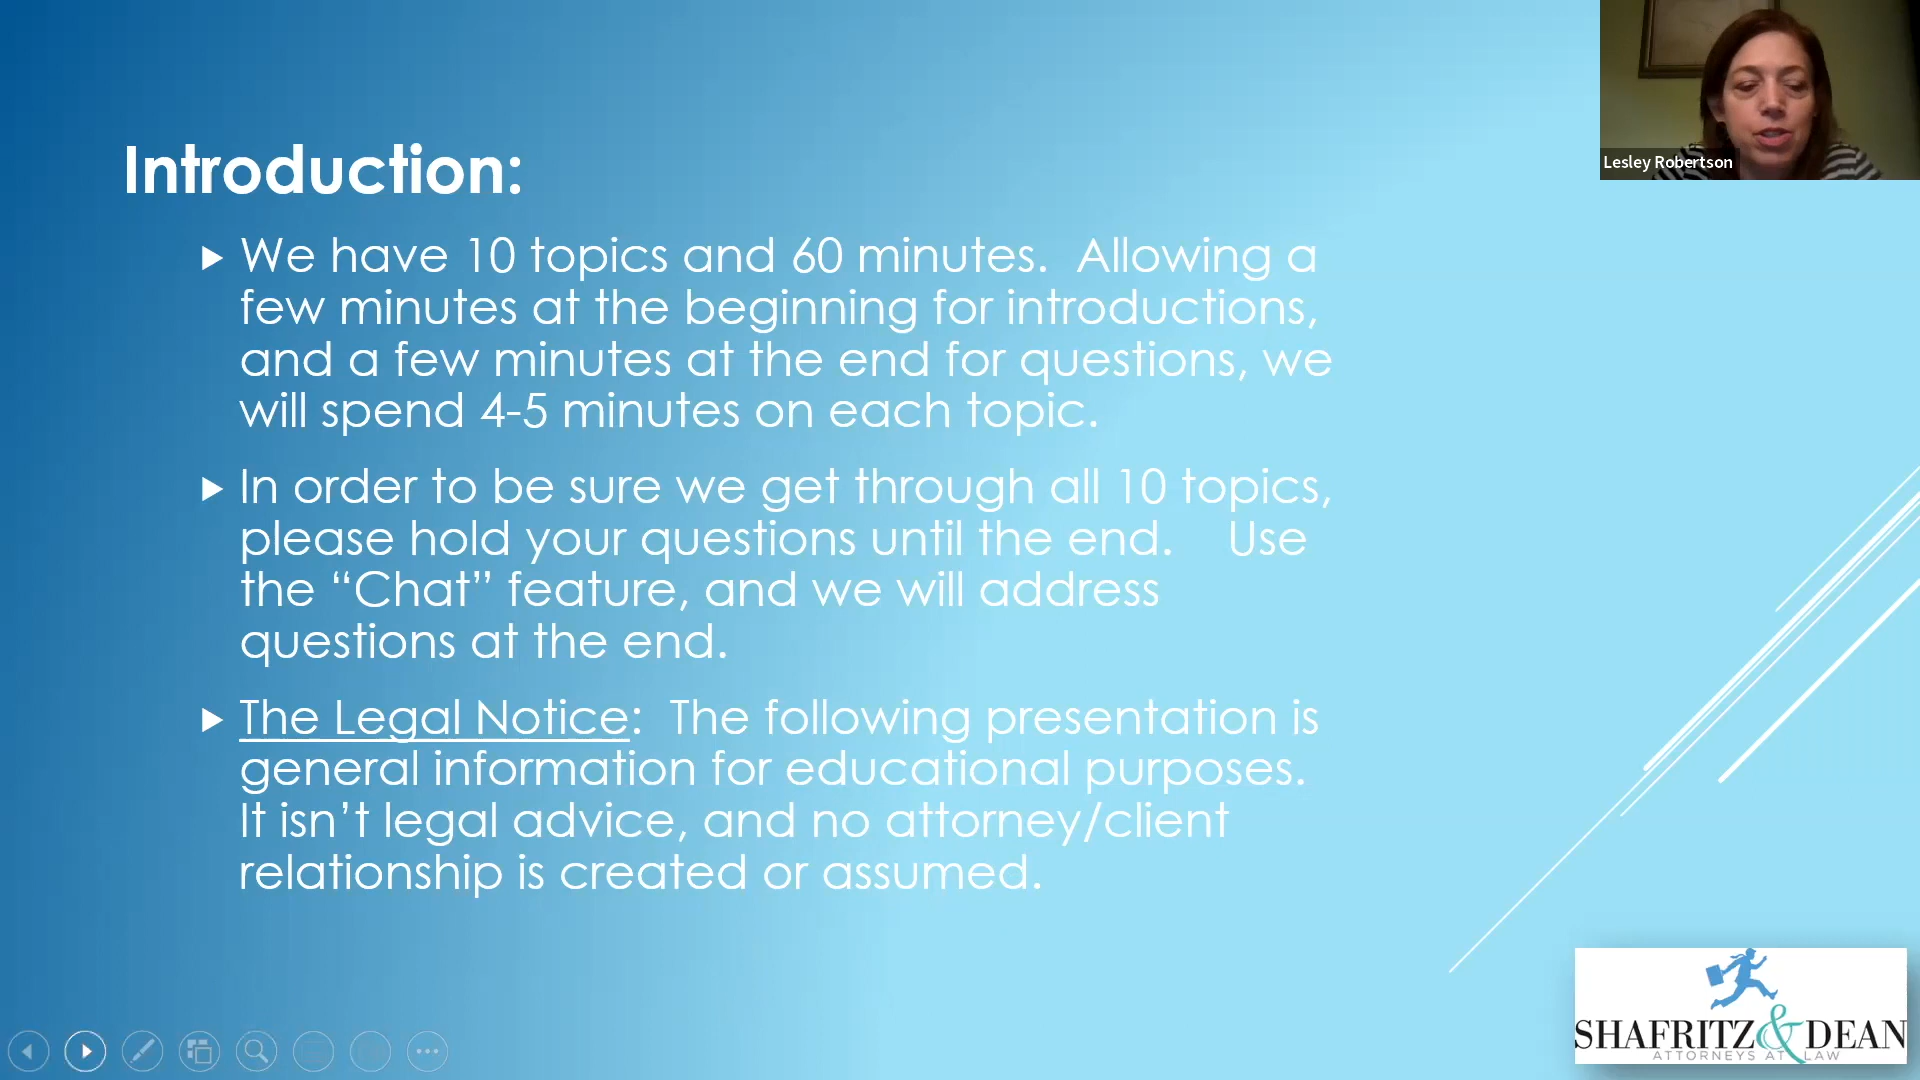 Lesley Robertson
Introduction:
We have 10 topics and 60 minutes. Allowing a
few minutes at the beginning for introductions,
and a few minutes at the end for questions, we
will spend 4-5 minutes on each topic.
In order to be sure we get through all 10 topics,
please hold your questions until the end. Use
the “Chat” feature, and we will address
questions at the end.
The Legal Notice: The following presentation is
general information for educational purposes.
It isn’t legal advice, and no attorney/client
relationship is created or assumed.
SHAFRITZ & DEAN
ATTORNEYS AT LAW